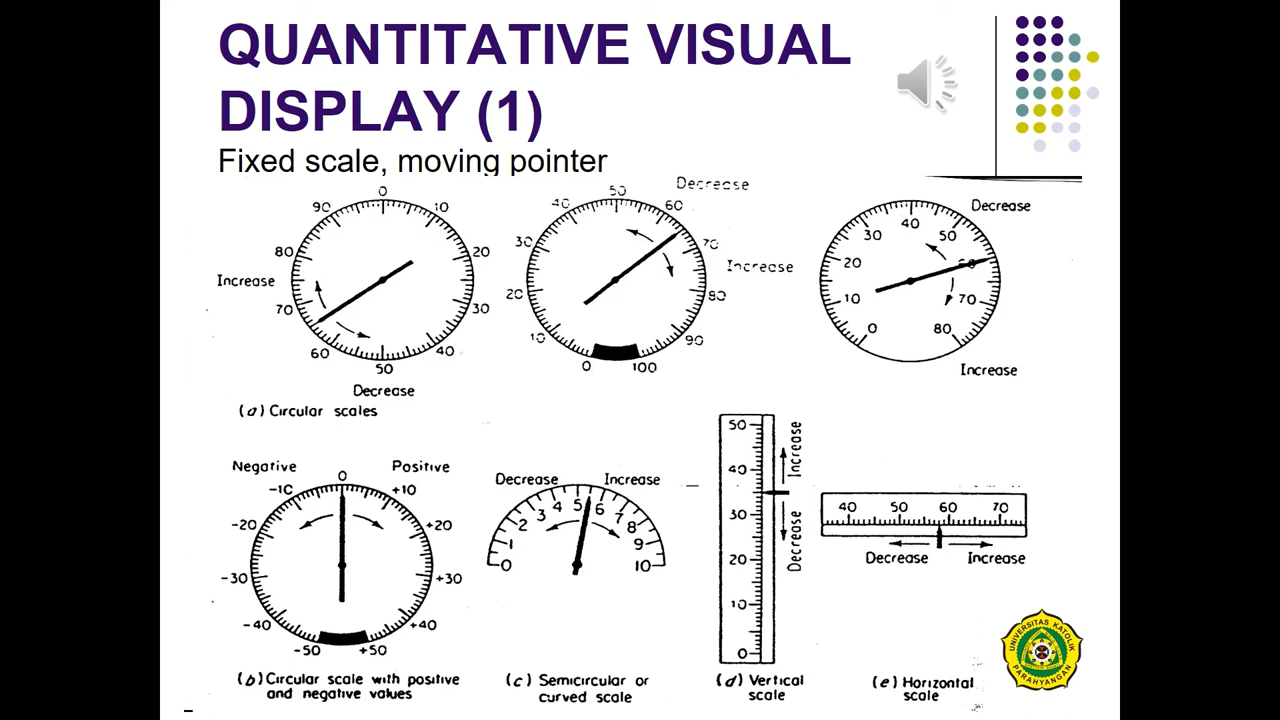 QUANTITATIVE VISUAL
DISPLAY (1)
Fixed scale, moving pointer
0
10
20
30
40
50
60
70
80
90
Increase
Decrease
50
60
70
80
90
100
0
10
20
30
40
Decrease
Increase
0
10
20
30
40
50
60
70
80
Decrease
Increase
(a) Circular scales
Negative
Positive
0
+10
+20
+30
+40
+50
-50
-40
-30
-20
-10
(b) Circular scale with positive
and negative values
Decrease
Increase
0
1
2
3
4
5
6
7
8
9
10
(c) Semicircular or
curved scale
50
40
30
20
10
0
Increase
Decrease
(d) Vertical
scale
40 50 60 70
Decrease
Increase
(e) Horizontal
scale
UNIVERSITAS KATOLIK
PARAHYANGAN